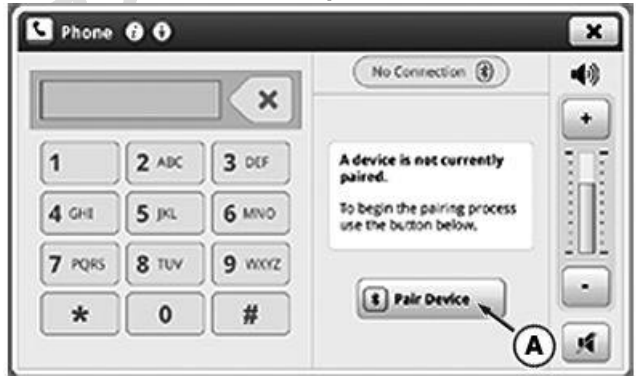 Phone
No Connection
1
2 ABC
3 DEF
4 GHI
5 JKL
6 MNO
7 PQRS
8 TUV
9 WXYZ
*
0
#
A device is not currently
paired.
To begin the pairing process
use the button below.
Pair Device
A
+
-